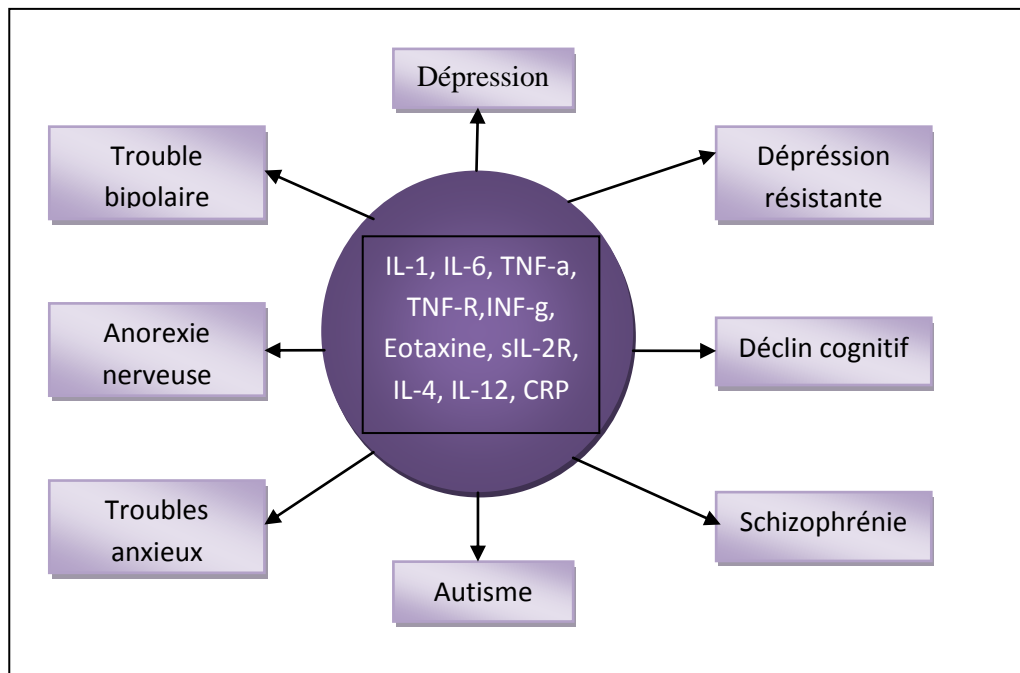 Dépression
Trouble
bipolaire
Dépréssion
résistante
IL-1, IL-6, TNF-a,
TNF-R,INF-g,
Eotaxine, sIL-2R,
IL-4, IL-12, CRP
Anorexie
nerveuse
Déclin cognitif
Troubles
anxieux
Schizophrénie
Autisme